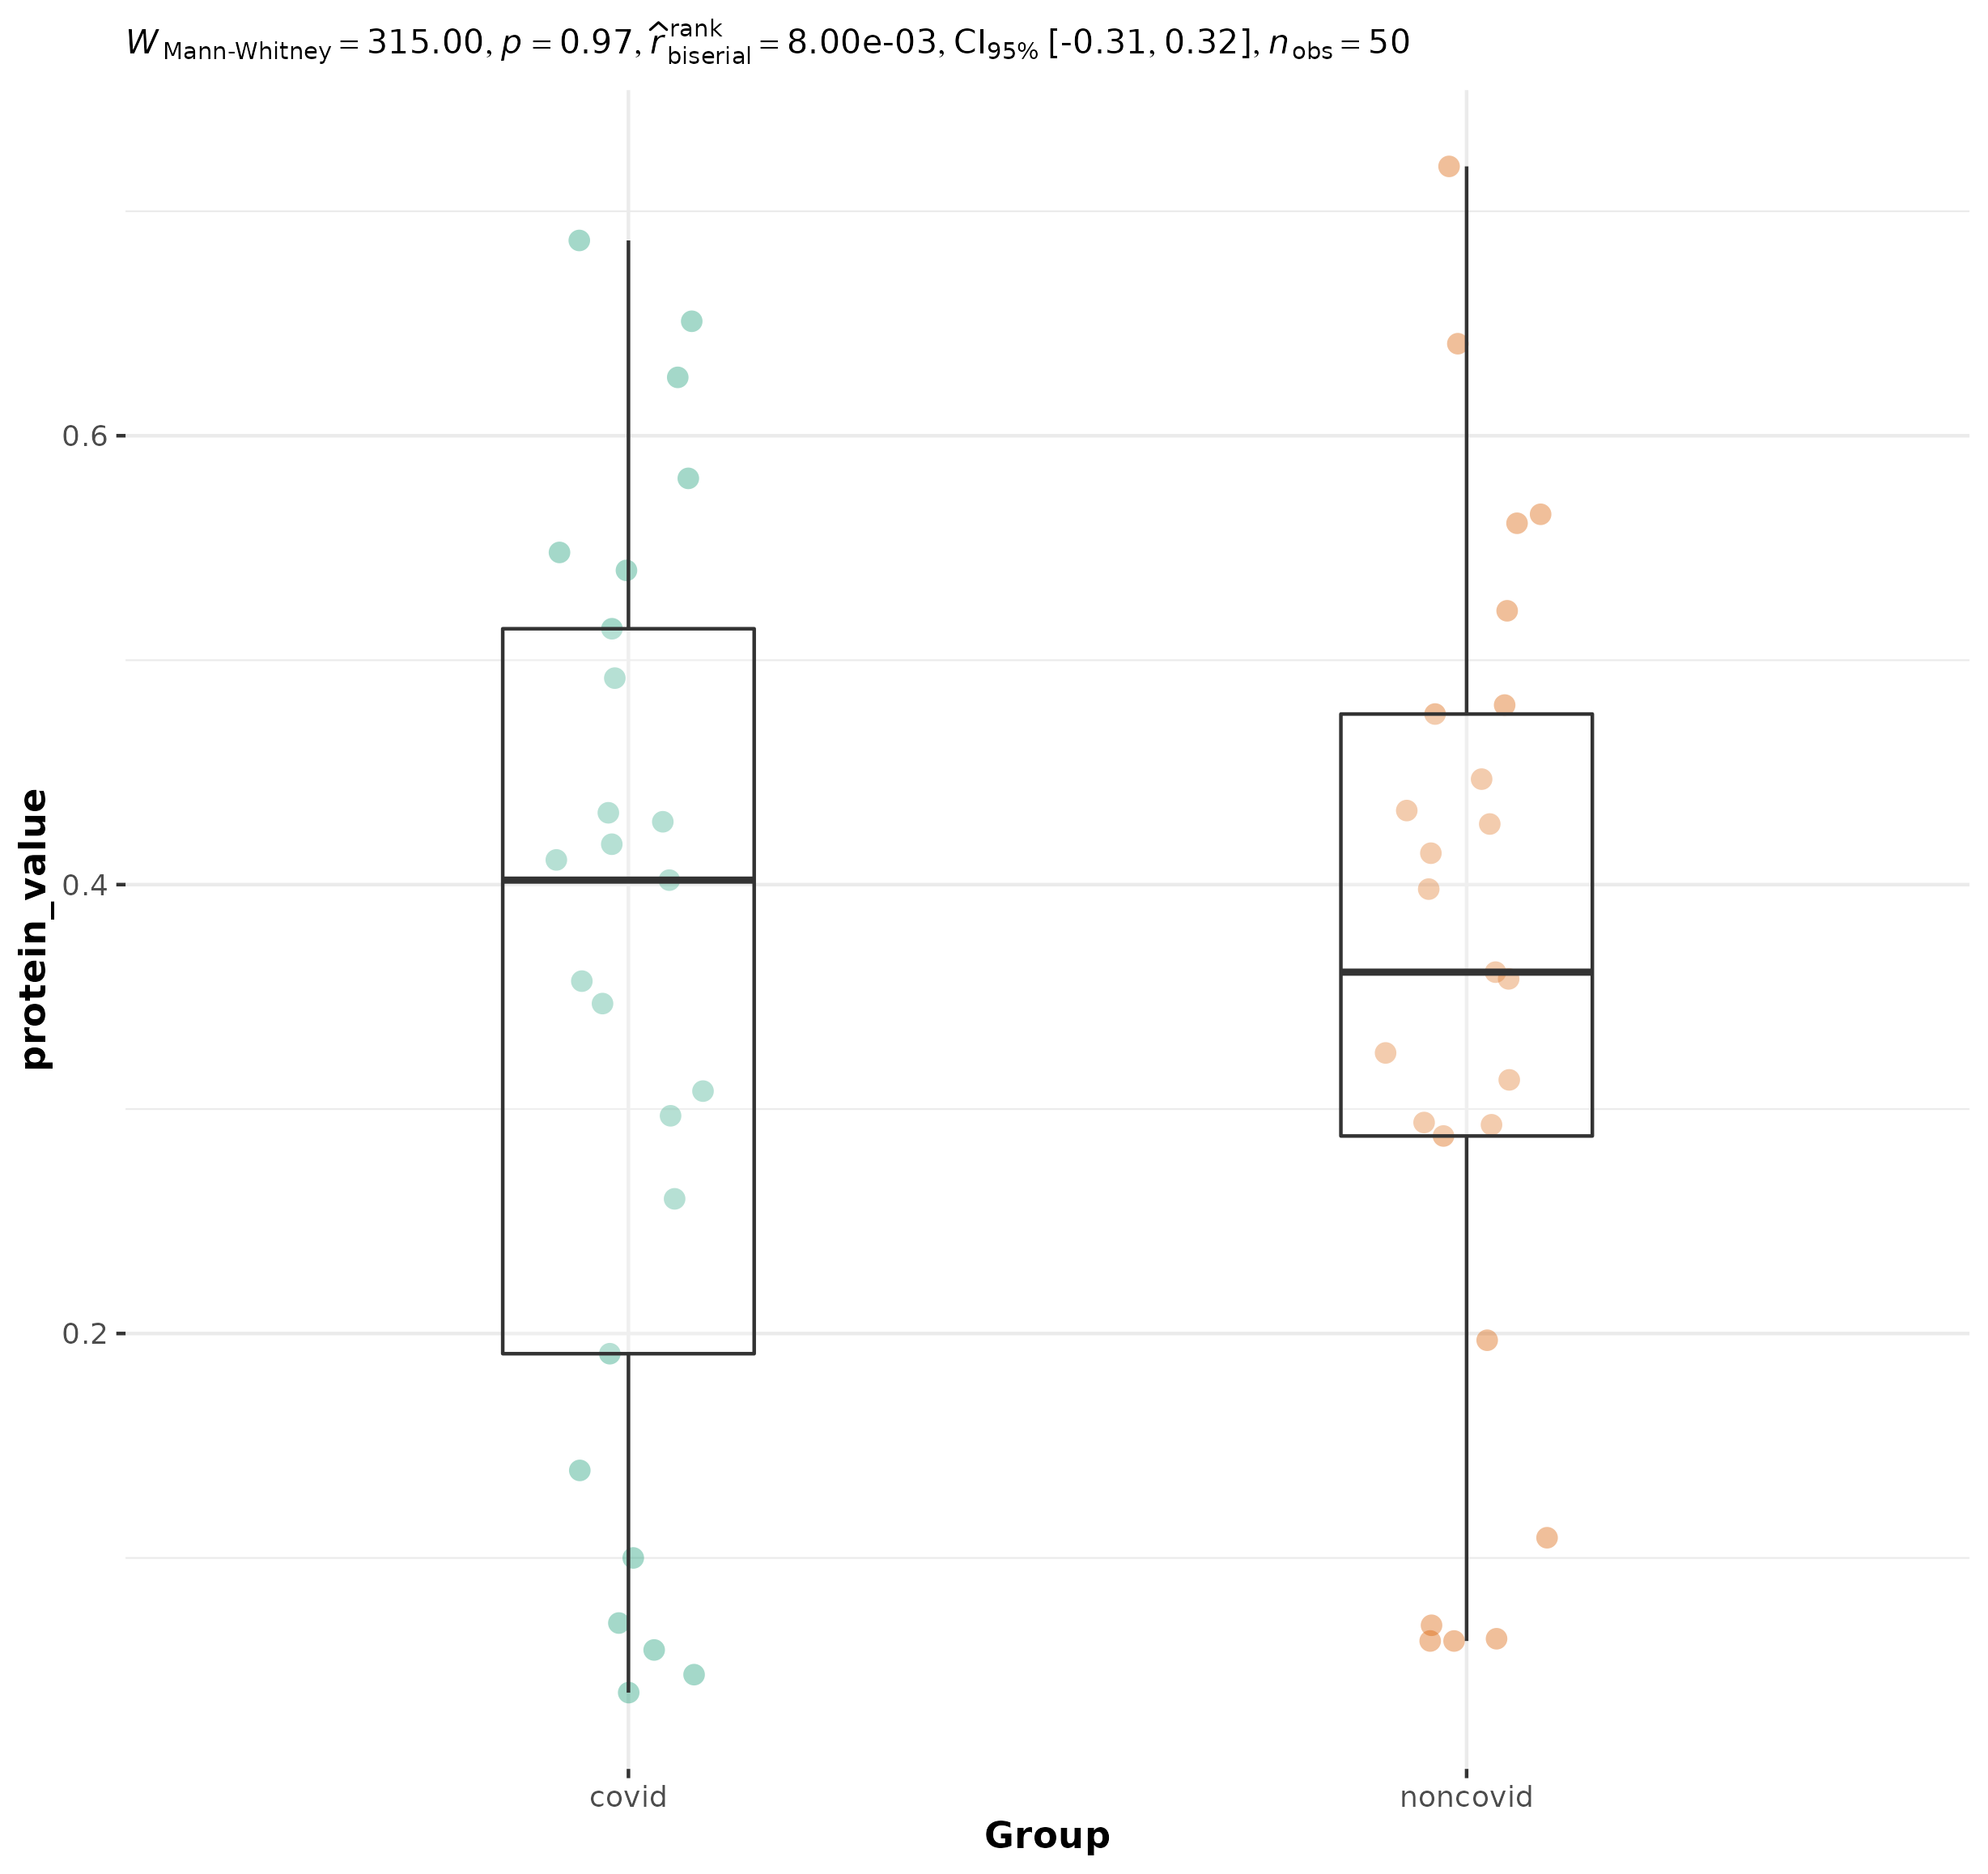 W Mann-Whitney = 315.00, p = 0.97, r̂ rank biserial = 8.00e-03, CI95% [-0.31, 0.32], nobs = 50
0.6
0.4
0.2
protein_value
covid noncovid
Group